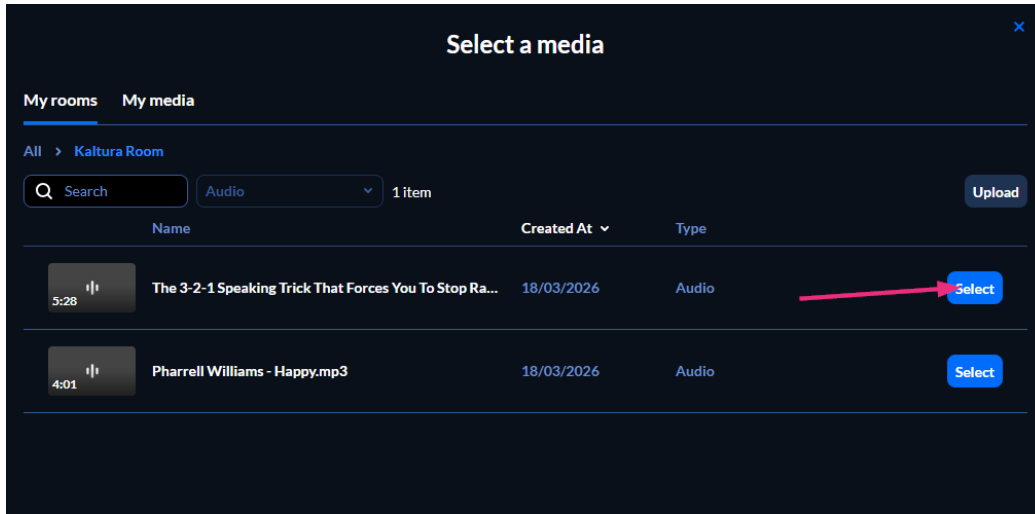 Select a media
My rooms My media
All > Kaltura Room
Search Audio 1 item Upload
Name Created At Type
5:28 The 3-2-1 Speaking Trick That Forces You To Stop Ra... 18/03/2026 Audio Select
4:01 Pharrell Williams - Happy.mp3 18/03/2026 Audio Select